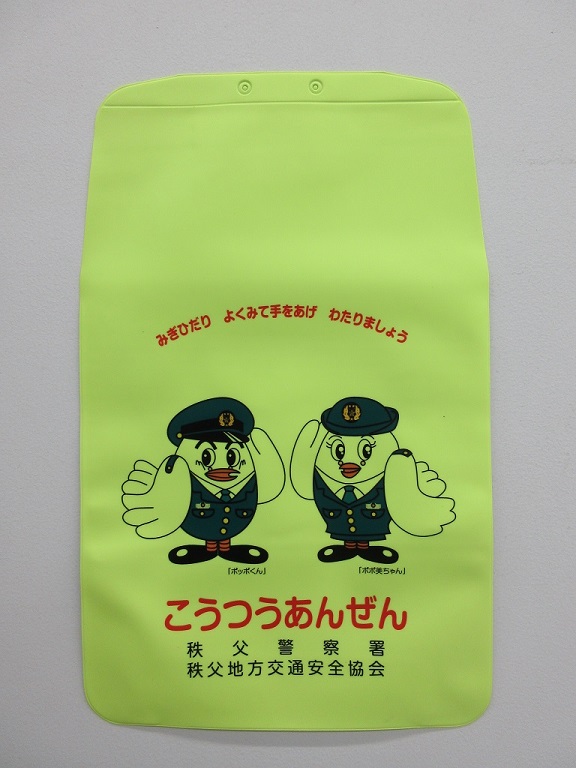 みぎひだり よくみて手をあげ わたりましょう
「ポッポくん」 「ポポ美ちゃん」
こうつうあんぜん
秩父警察署
秩父地方交通安全協会